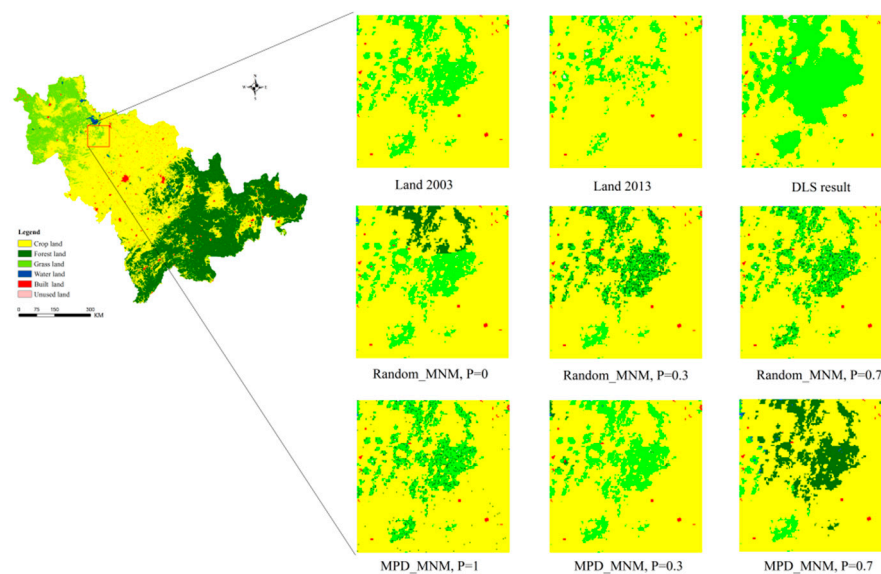 Land 2003
Land 2013
DLS result
Legend
Crop land
Forest land
Grass land
Water land
Built land
Unused land
0 75 150 300
KM
Random_MNM, P=0
Random_MNM, P=0.3
Random_MNM, P=0.7
MPD_MNM, P=1
MPD_MNM, P=0.3
MPD_MNM, P=0.7